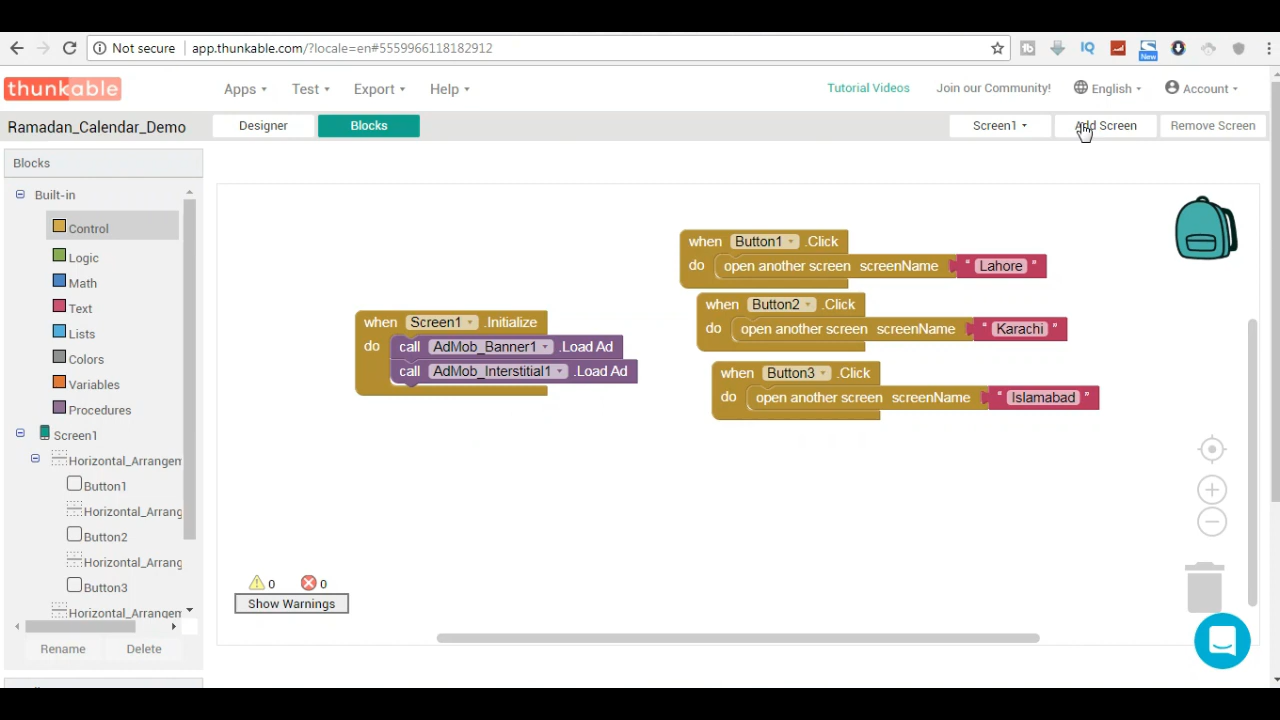 Not secure app.thunkable.com/?locale=en#5559966118182912
New
thunkable Apps Test Export Help Tutorial Videos Join our Community! English Account
Ramadan_Calendar_Demo Designer Blocks Screen1 Add Screen Remove Screen
Blocks
Built-in
Control
Logic
Math
Text
Lists
Colors
Variables
Procedures
Screen1
Horizontal_Arrangem
Button1
Horizontal_Arrang
Button2
Horizontal_Arrang
Button3
Horizontal_Arrangem
Rename Delete
when Screen1 .Initialize
do call AdMob_Banner1 .Load Ad
call AdMob_Interstitial1 .Load Ad
when Button1 .Click
do open another screen screenName " Lahore "
when Button2 .Click
do open another screen screenName " Karachi "
when Button3 .Click
do open another screen screenName " Islamabad "
0 0
Show Warnings